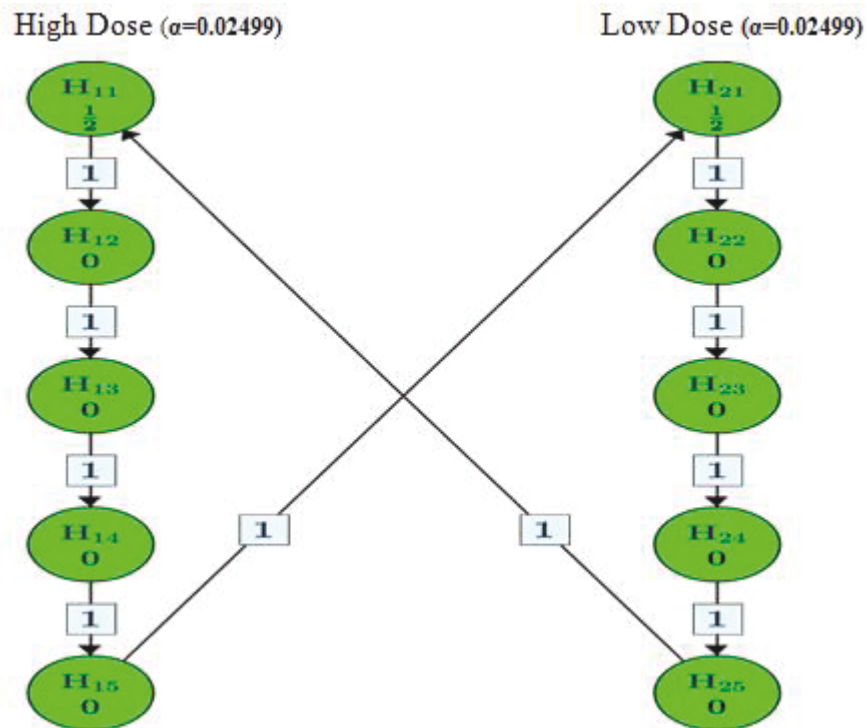 High Dose (α=0.02499) Low Dose (α=0.02499)
H₁₁ H₂₁
½ ½
1 1
H₁₂ H₂₂
0 0
1 1
H₁₃ H₂₃
0 0
1 1
H₁₄ H₂₄
0 0
1 1
1 1
H₁₅ H₂₅
0 0